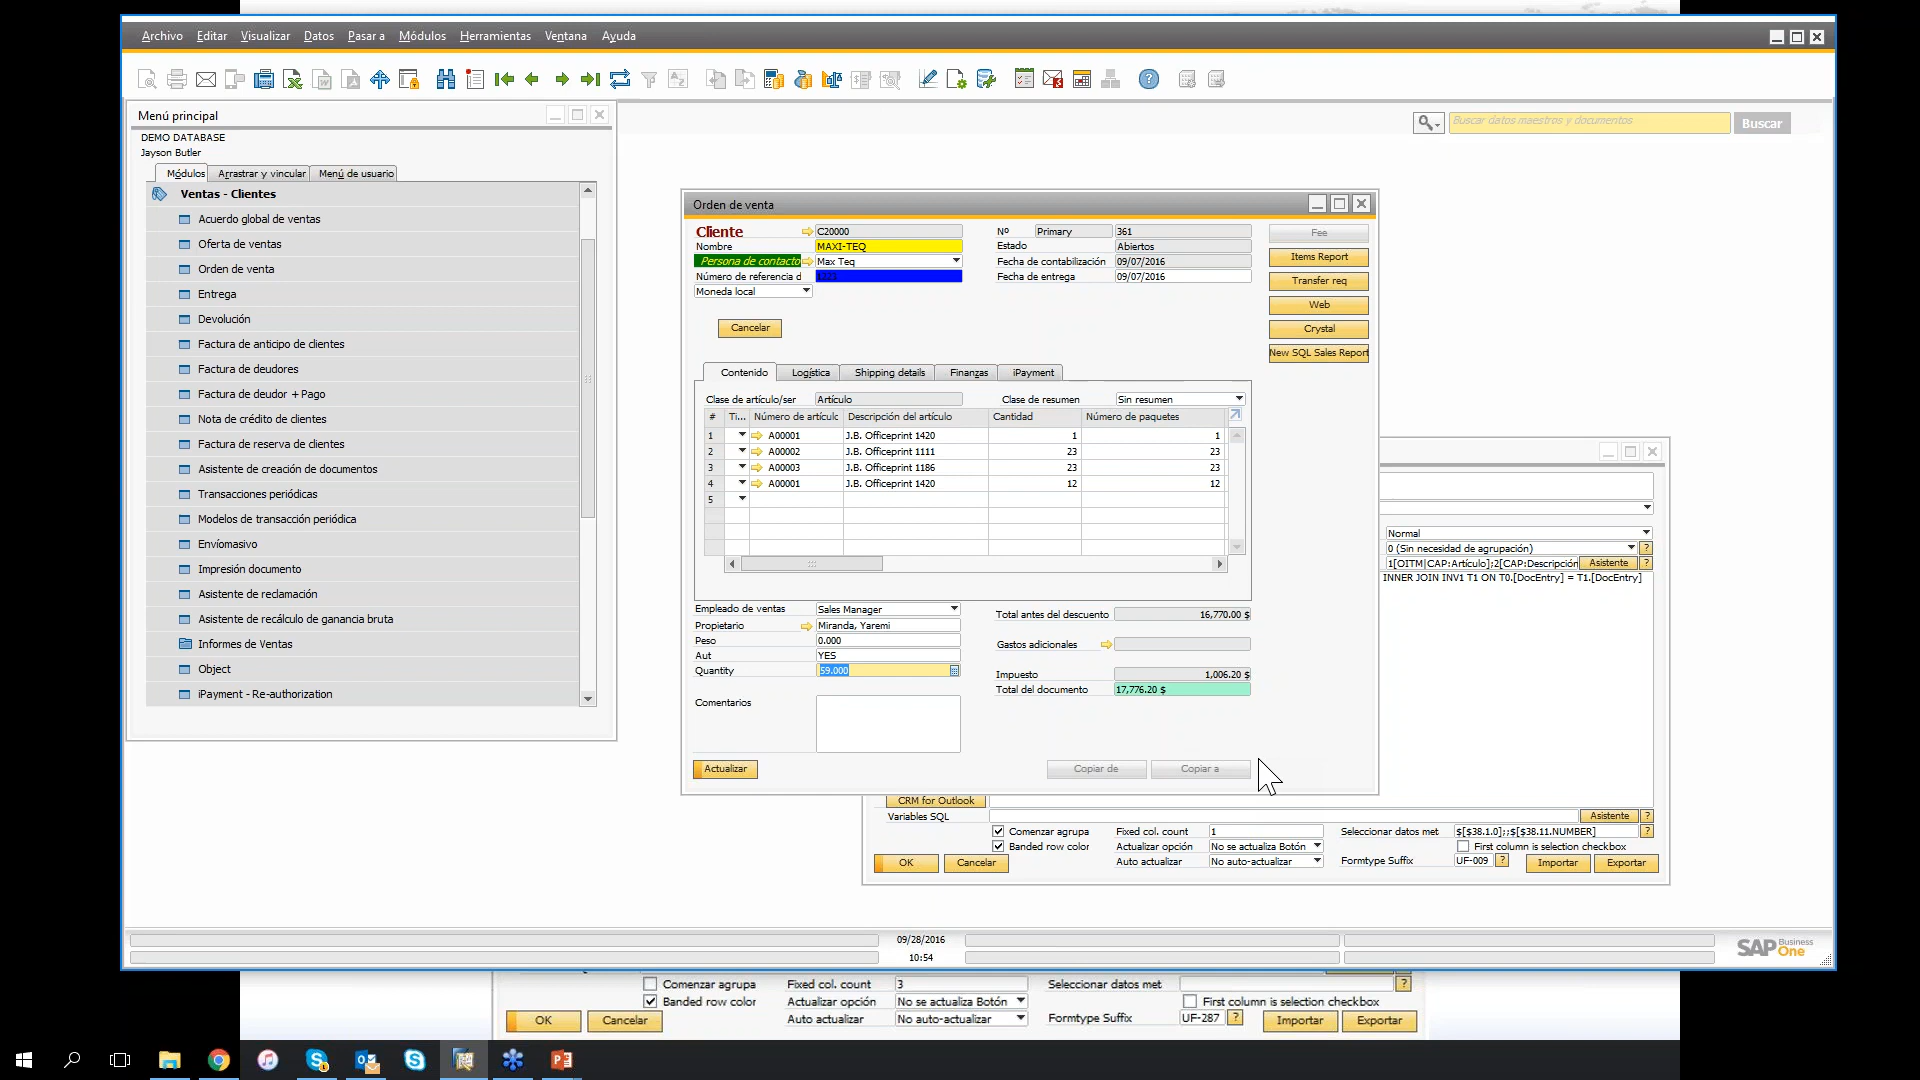 Archivo Editar Visualizar Datos Pasar a Módulos Herramientas Ventana Ayuda
Menú principal
DEMO DATABASE
Jayson Butler
Módulos Arrastrar y vincular Menú de usuario
Ventas - Clientes
Acuerdo global de ventas
Oferta de ventas
Orden de venta
Entrega
Devolución
Factura de anticipo de clientes
Factura de deudores
Factura de deudor + Pago
Nota de crédito de clientes
Factura de reserva de clientes
Asistente de creación de documentos
Transacciones periódicas
Modelos de transacción periódica
Envíomasivo
Impresión documento
Asistente de reclamación
Asistente de recálculo de ganancia bruta
Informes de Ventas
Object
iPayment - Re-authorization
Buscar datos maestros y documentos Buscar
Orden de venta
Cliente C20000 Nº Primary 361
Nombre MAXI-TEQ Estado Abiertos
Persona de contacto Max Teq Fecha de contabilización 09/07/2016
Número de referencia d Fecha de entrega 09/07/2016
Moneda local
Cancelar
Fee
Items Report
Transfer req
Web
Crystal
New SQL Sales Report
Contenido Logística Shipping details Finanzas iPayment
Clase de artículo/ser Artículo Clase de resumen Sin resumen
# Ti... Número de artículo Descripción del artículo Cantidad Número de paquetes
1 A00001 J.B. Officeprint 1420 1 1
2 A00002 J.B. Officeprint 1111 23 23
3 A00003 J.B. Officeprint 1186 23 23
4 A00001 J.B. Officeprint 1420 12 12
5
Empleado de ventas Sales Manager Total antes del descuento 16,770.00 $
Propietario Miranda, Yaremi
Peso 0.000 Gastos adicionales
Aut YES
Quantity 59.000 Impuesto 1,006.20 $
Total del documento 17,776.20 $
Comentarios
Actualizar Copiar de Copiar a
Normal
0 (Sin necesidad de agrupación) ?
1[OITM|CAP:Artículo];2[CAP:Descripción Asistente ?
INNER JOIN INV1 T1 ON T0.[DocEntry] = T1.[DocEntry]
CRM for Outlook
Variables SQL Asistente ?
Comenzar agrupa Fixed col. count 1 Seleccionar datos met $[$38.1.0];;$[$38.11.NUMBER] ?
Banded row color Actualizar opción No se actualiza Botón First column is selection checkbox
Auto actualizar No auto-actualizar Formtype Suffix UF-009 ?
OK Cancelar Importar Exportar
09/28/2016
10:54
SAP Business One
Comenzar agrupa Fixed col. count 3 Seleccionar datos met ?
Banded row color Actualizar opción No se actualiza Botón First column is selection checkbox
Auto actualizar No auto-actualizar Formtype Suffix UF-287 ?
OK Cancelar Importar Exportar